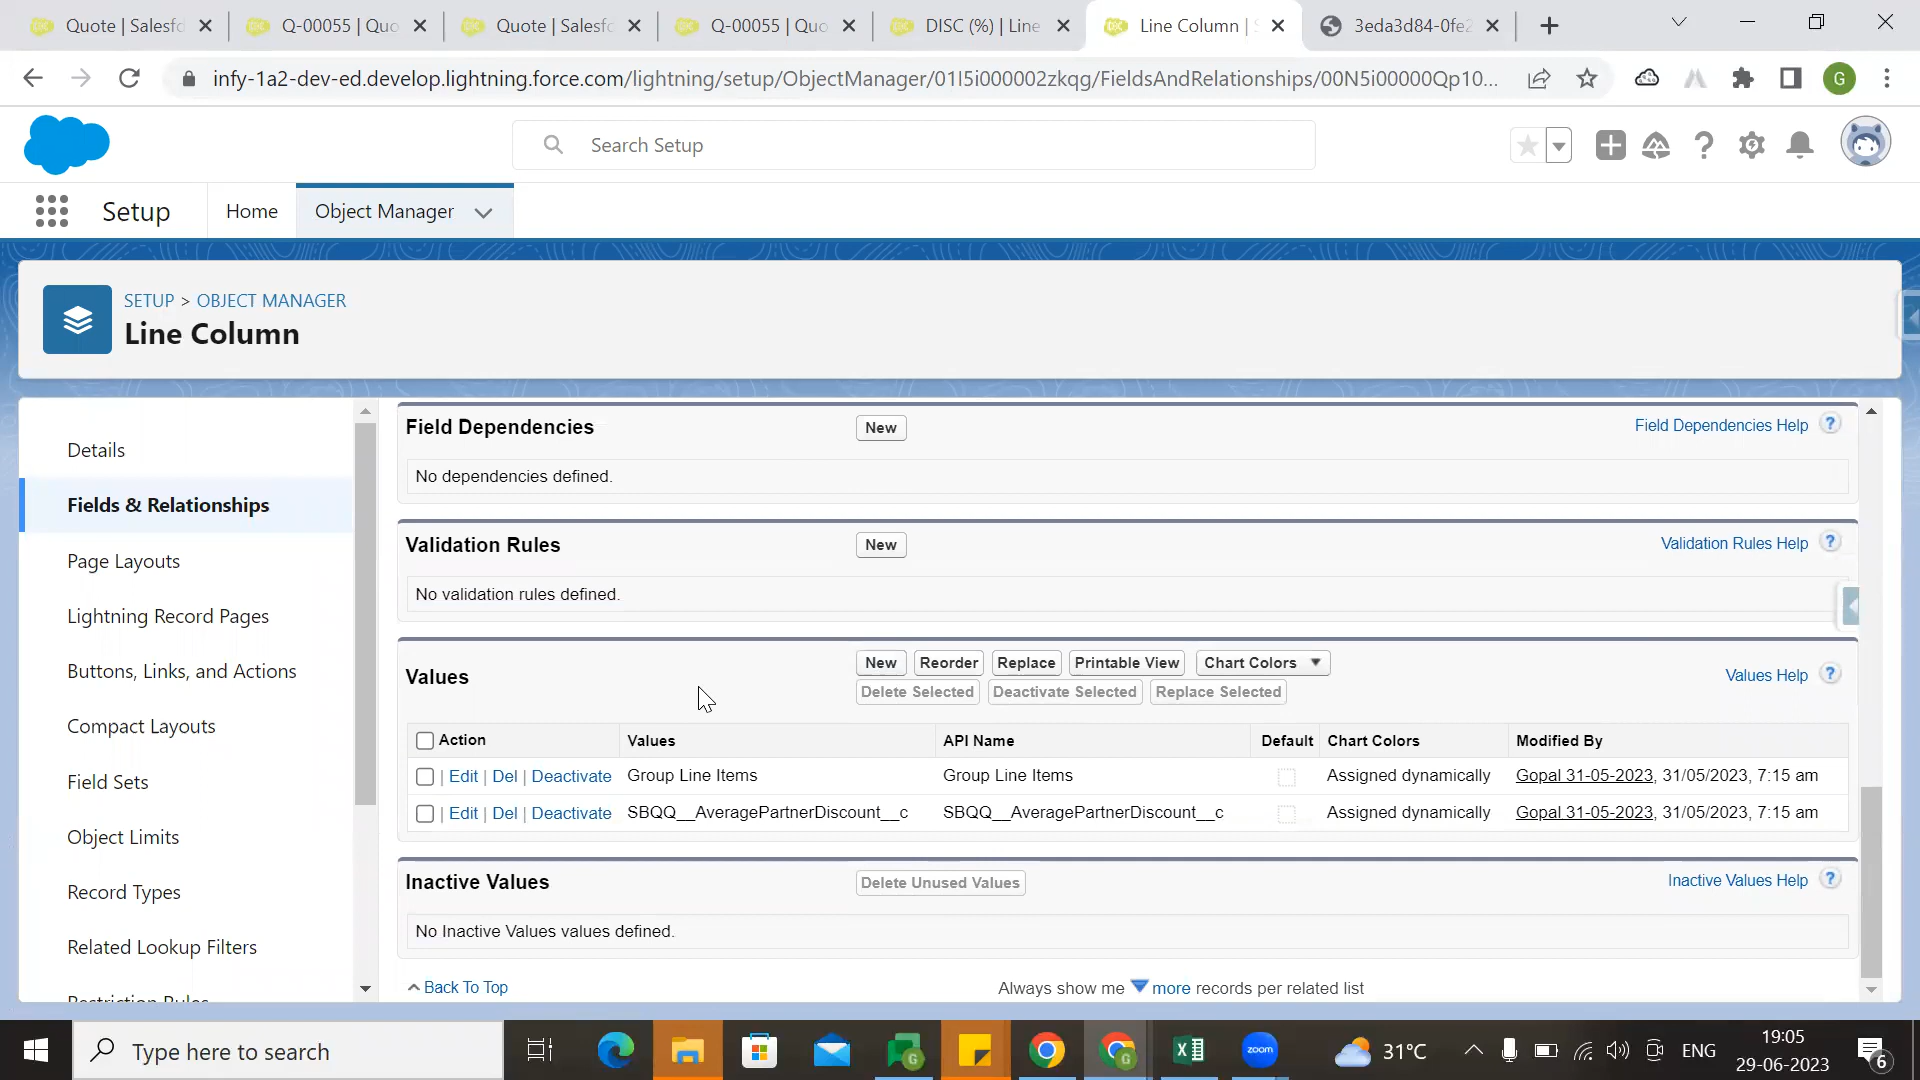 Quote | Salesfo
Q-00055 | Quo
Quote | Salesfo
Q-00055 | Quo
DISC (%) | Line
Line Column |
3eda3d84-0fe2
infy-1a2-dev-ed.develop.lightning.force.com/lightning/setup/ObjectManager/01I5i000002zkqg/FieldsAndRelationships/00N5i00000Qp10...
G
Search Setup
Setup
Home
Object Manager
SETUP > OBJECT MANAGER
Line Column
Details
Fields & Relationships
Page Layouts
Lightning Record Pages
Buttons, Links, and Actions
Compact Layouts
Field Sets
Object Limits
Record Types
Related Lookup Filters
Restriction Rules
Field Dependencies New Field Dependencies Help ?
No dependencies defined.
Validation Rules New Validation Rules Help ?
No validation rules defined.
Values New Reorder Replace Printable View Chart Colors Values Help ?
Delete Selected Deactivate Selected Replace Selected
Action Values API Name Default Chart Colors Modified By
| Edit | Del | Deactivate Group Line Items Group Line Items Assigned dynamically Gopal 31-05-2023, 31/05/2023, 7:15 am
| Edit | Del | Deactivate SBQQ__AveragePartnerDiscount__c SBQQ__AveragePartnerDiscount__c Assigned dynamically Gopal 31-05-2023, 31/05/2023, 7:15 am
Inactive Values Delete Unused Values Inactive Values Help ?
No Inactive Values values defined.
Back To Top Always show me more records per related list
Type here to search
G
G
zoom
31°C
ENG
19:05
29-06-2023
6